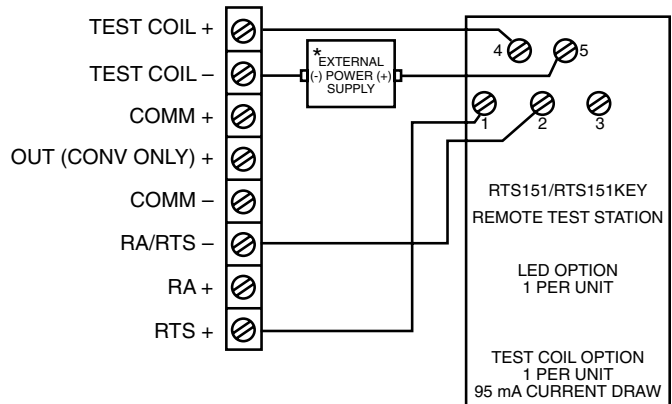 TEST COIL +
TEST COIL –
COMM +
OUT (CONV ONLY) +
COMM –
RA/RTS –
RA +
RTS +
*
EXTERNAL
(-) POWER (+)
SUPPLY
4
5
1
2
3
RTS151/RTS151KEY
REMOTE TEST STATION
LED OPTION
1 PER UNIT
TEST COIL OPTION
1 PER UNIT
95 mA CURRENT DRAW